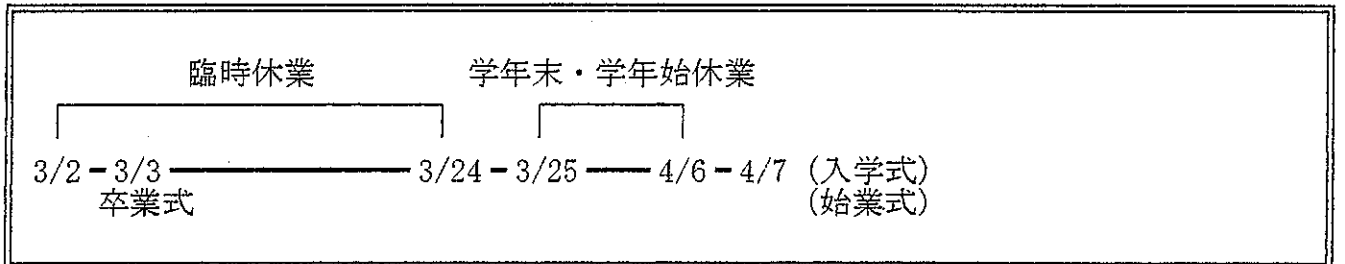 臨時休業 学年末・学年始休業
3/2 - 3/3 3/24 - 3/25 4/6 - 4/7 (入学式)
卒業式 (始業式)